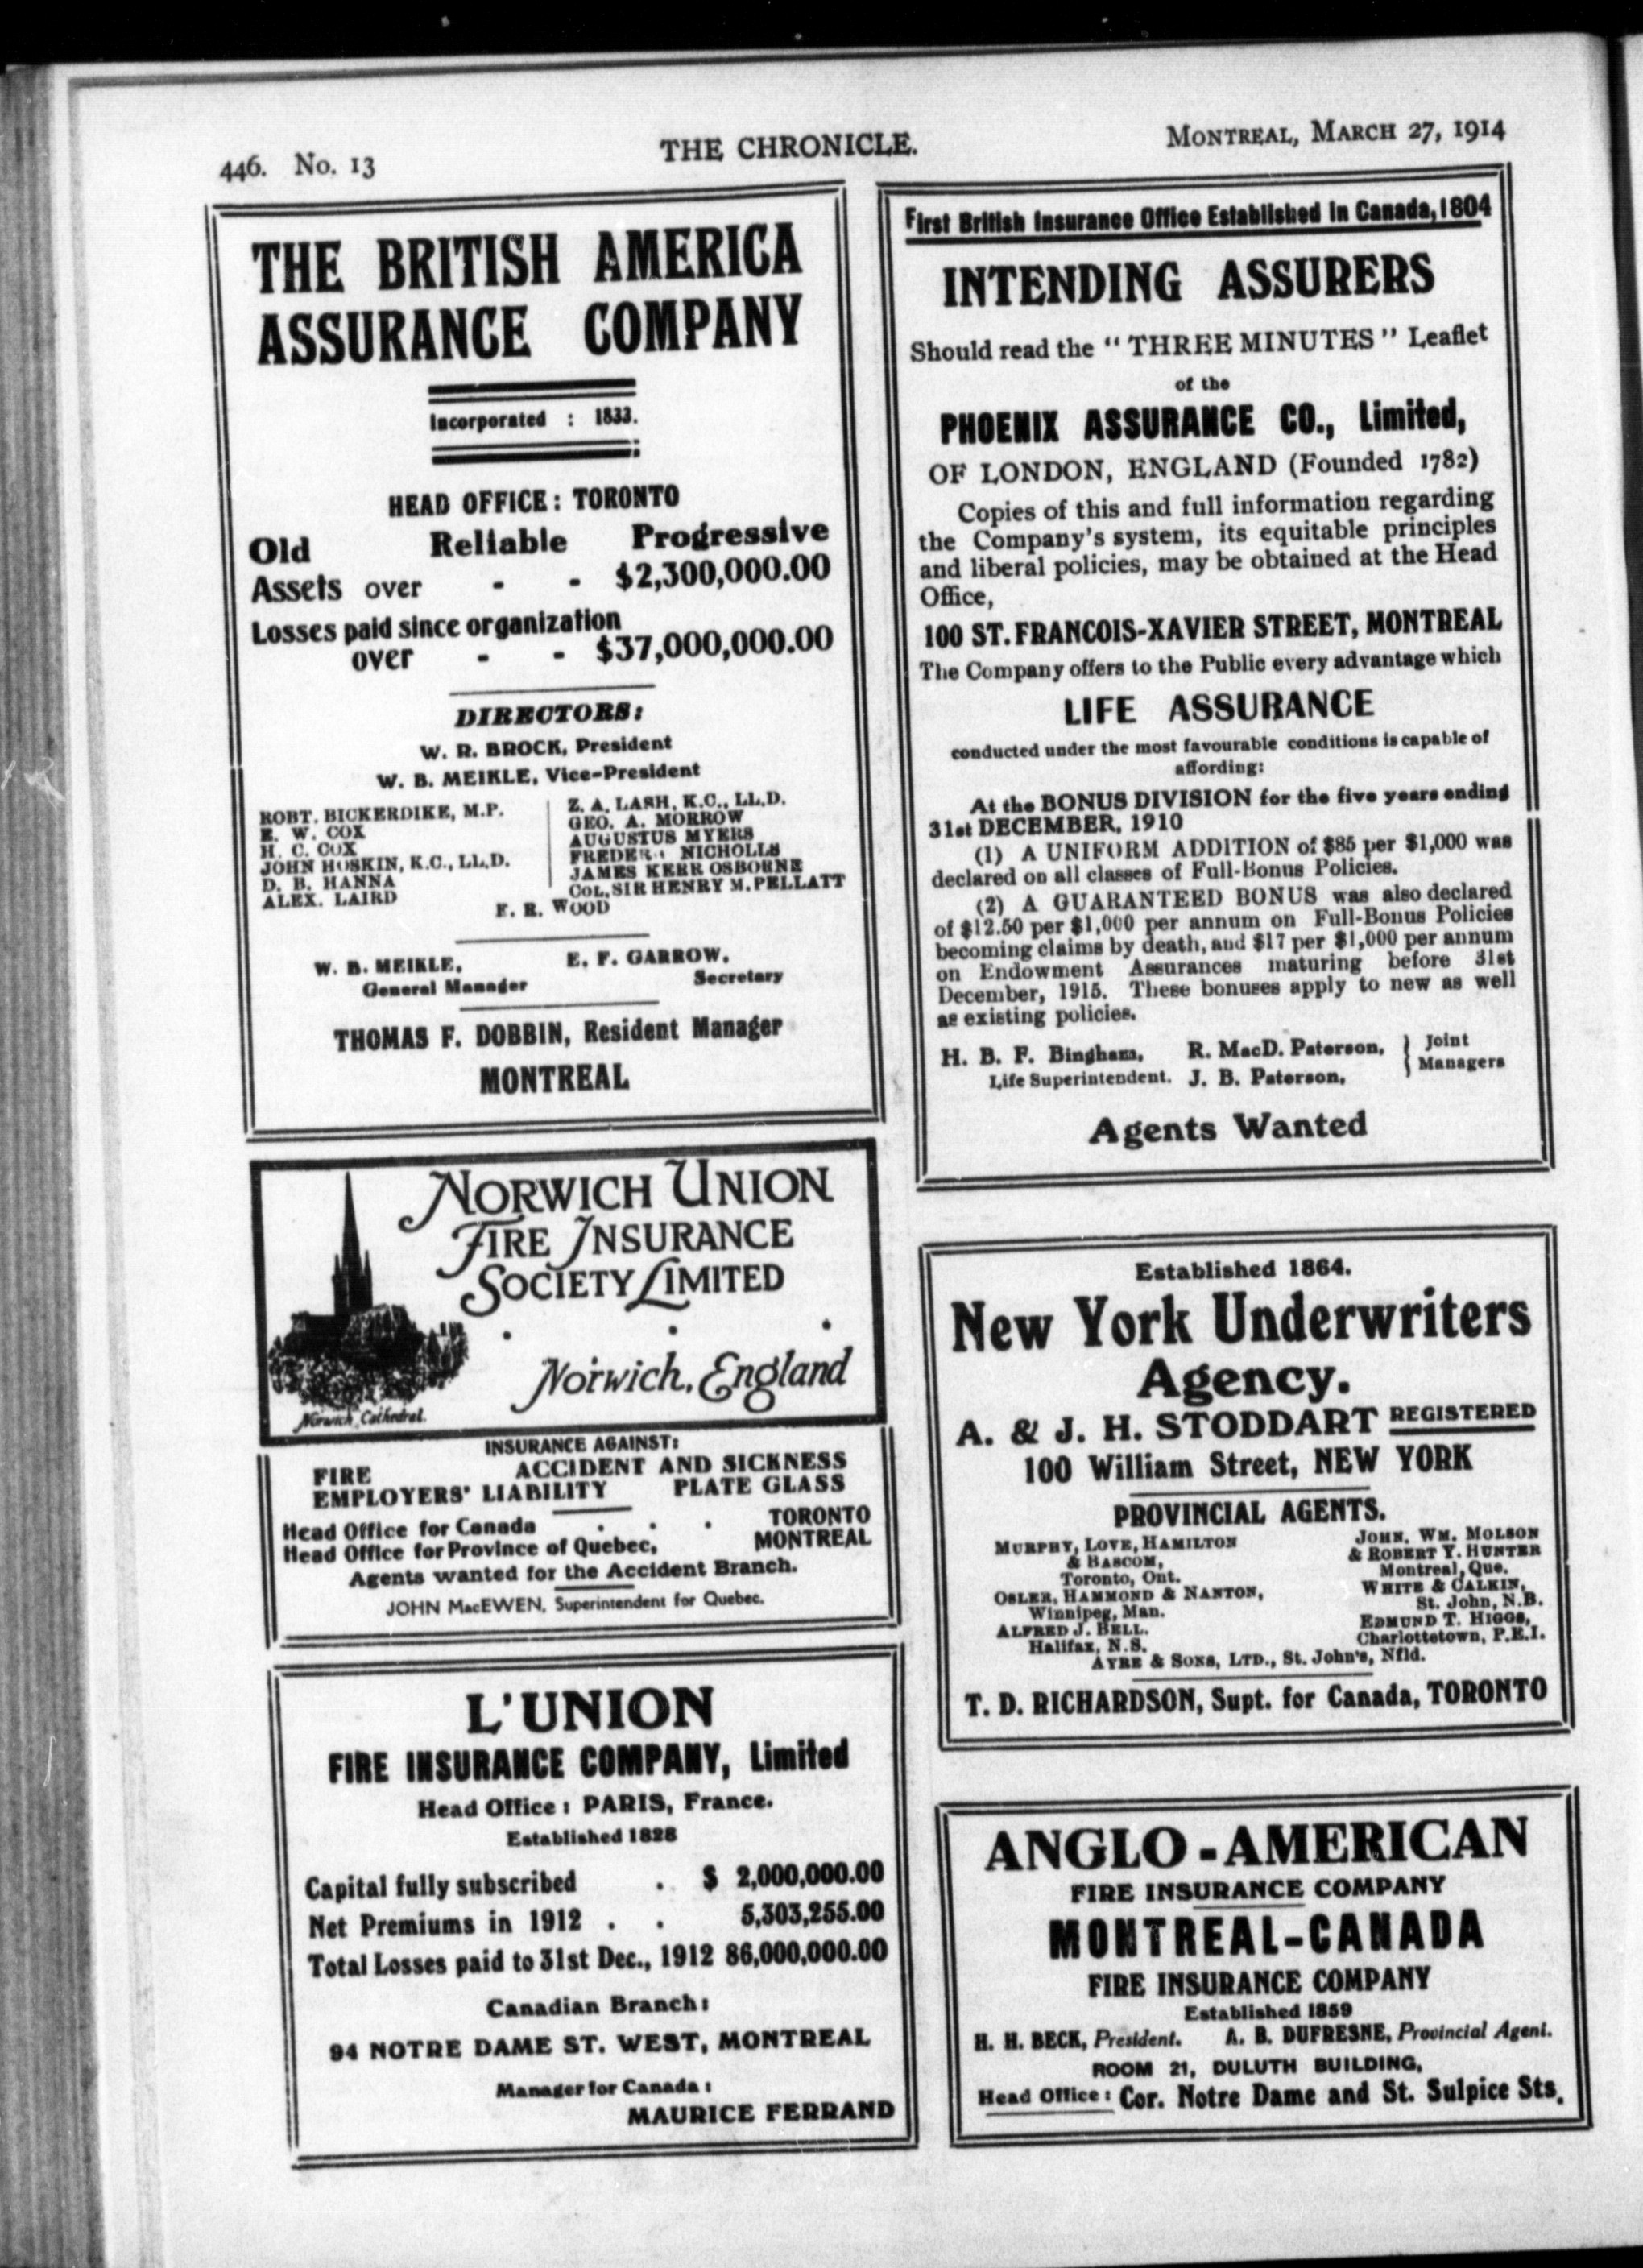 446. No. 13
THE CHRONICLE.
MONTREAL, MARCH 27, 1914
THE BRITISH AMERICA
ASSURANCE COMPANY
Incorporated : 1833.
HEAD OFFICE: TORONTO
Old Reliable Progressive
Assets over - - $2,300,000.00
Losses paid since organization
over - - $37,000,000.00
DIRECTORS:
W. R. BROCK, President
W. B. MEIKLE, Vice-President
ROBT. BICKERDIKE, M.P.
E. W. COX
H. C. COX
JOHN HOSKIN, K.C., LL.D.
D. B. HANNA
ALEX. LAIRD
Z. A. LASH, K.C., LL.D.
GEO. A. MORROW
AUGUSTUS MYERS
NICHOLLS
JAMES KERR OSBORNE
COL. SIR HENRY M. PELLATT
F. R. WOOD
W. B. MEIKLE,
General Manager
E. F. GARROW,
Secretary
THOMAS F. DOBBIN, Resident Manager
MONTREAL
NORWICH UNION
FIRE INSURANCE
SOCIETY LIMITED
Norwich, England
Norwich Cathedral.
INSURANCE AGAINST:
FIRE ACCIDENT AND SICKNESS
EMPLOYERS' LIABILITY PLATE GLASS
Head Office for Canada . . . TORONTO
Head Office for Province of Quebec, MONTREAL
Agents wanted for the Accident Branch.
JOHN MacEWEN, Superintendent for Quebec.
L'UNION
FIRE INSURANCE COMPANY, Limited
Head Office : PARIS, France.
Established 1828
Capital fully subscribed . $ 2,000,000.00
Net Premiums in 1912 . . 5,303,255.00
Total Losses paid to 31st Dec., 1912 86,000,000.00
Canadian Branch:
94 NOTRE DAME ST. WEST, MONTREAL
Manager for Canada :
MAURICE FERRAND
First British Insurance Office Established in Canada, 1804
INTENDING ASSURERS
Should read the "THREE MINUTES" Leaflet
of the
PHOENIX ASSURANCE CO., Limited,
OF LONDON, ENGLAND (Founded 1782)
Copies of this and full information regarding
the Company's system, its equitable principles
and liberal policies, may be obtained at the Head
Office,
100 ST. FRANCOIS-XAVIER STREET, MONTREAL
The Company offers to the Public every advantage which
LIFE ASSURANCE
conducted under the most favourable conditions is capable of
affording:
At the BONUS DIVISION for the five years ending
31st DECEMBER, 1910
(1) A UNIFORM ADDITION of $85 per $1,000 was
declared on all classes of Full-Bonus Policies.
(2) A GUARANTEED BONUS was also declared
of $12.50 per $1,000 per annum on Full-Bonus Policies
becoming claims by death, and $17 per $1,000 per annum
on Endowment Assurances maturing before 31st
December, 1915. These bonuses apply to new as well
as existing policies.
H. B. F. Bingham,
Life Superintendent.
R. MacD. Paterson,
J. B. Paterson,
Joint
Managers
Agents Wanted
Established 1864.
New York Underwriters
Agency.
A. & J. H. STODDART REGISTERED
100 William Street, NEW YORK
PROVINCIAL AGENTS.
MURPHY, LOVE, HAMILTON
& BASCOM,
Toronto, Ont.
OSLER, HAMMOND & NANTON,
Winnipeg, Man.
ALFRED J. BELL.
Halifax, N.S.
JOHN. WM. MOLSON
& ROBERT Y. HUNTER
Montreal, Que.
WHITE & CALKIN,
St. John, N.B.
EDMUND T. HIGGS,
Charlottetown, P.E.I.
AYRE & SONS, LTD., St. John's, Nfld.
T. D. RICHARDSON, Supt. for Canada, TORONTO
ANGLO-AMERICAN
FIRE INSURANCE COMPANY
MONTREAL-CANADA
FIRE INSURANCE COMPANY
Established 1859
H. H. BECK, President. A. B. DUFRESNE, Provincial Agent.
ROOM 21, DULUTH BUILDING,
Head Office: Cor. Notre Dame and St. Sulpice Sts.